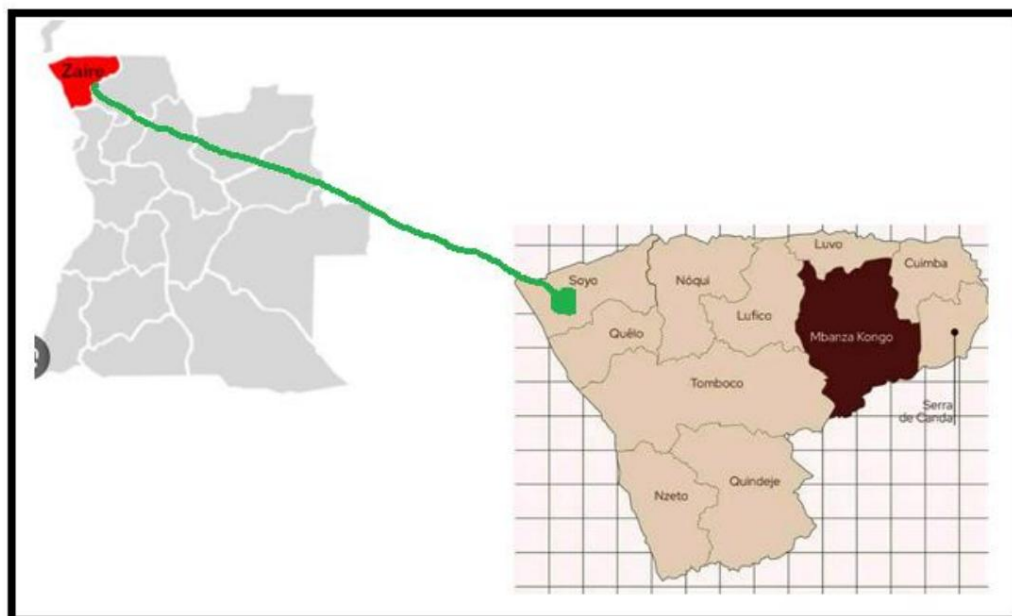 Zaire
Luvo
Soyo
Nóqui
Cuimba
Lufico
Quêlo
Mbanza Kongo
Tomboco
Serra
de Canda
Nzeto
Quindeje